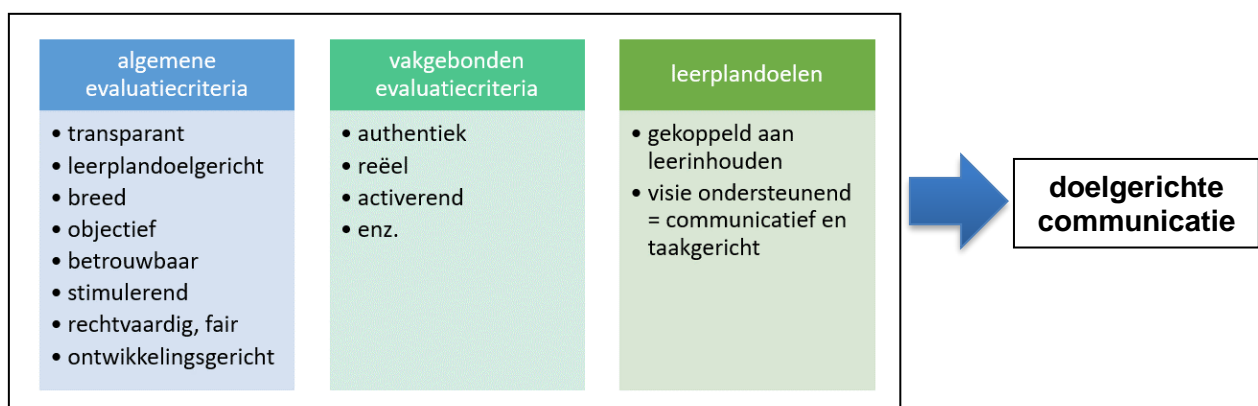 algemene
evaluatiecriteria
• transparant
• leerplandoelgericht
• breed
• objectief
• betrouwbaar
• stimulerend
• rechtvaardig, fair
• ontwikkelingsgericht
vakgebonden
evaluatiecriteria
• authentiek
• reëel
• activerend
• enz.
leerplandoelen
• gekoppeld aan
leerinhouden
• visie ondersteunend
= communicatief en
taakgericht
doelgerichte
communicatie